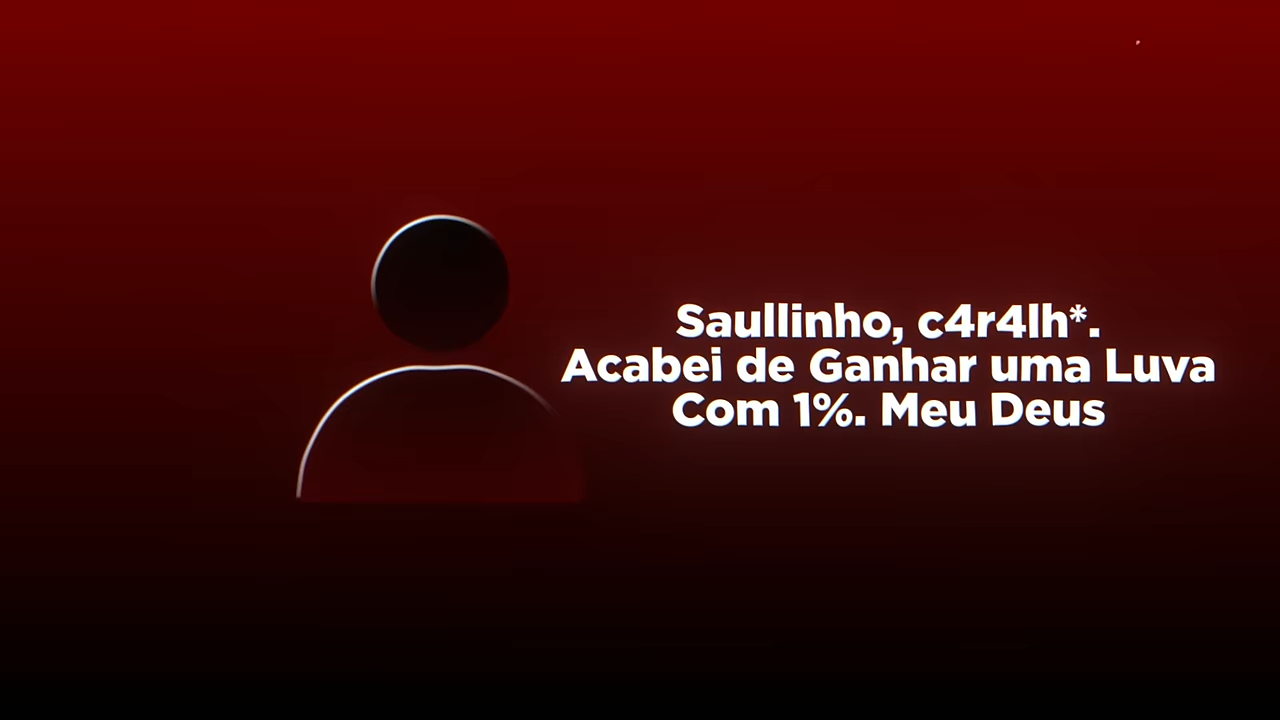 Saullinho, c4r4lh*.
Acabei de Ganhar uma Luva
Com 1%. Meu Deus